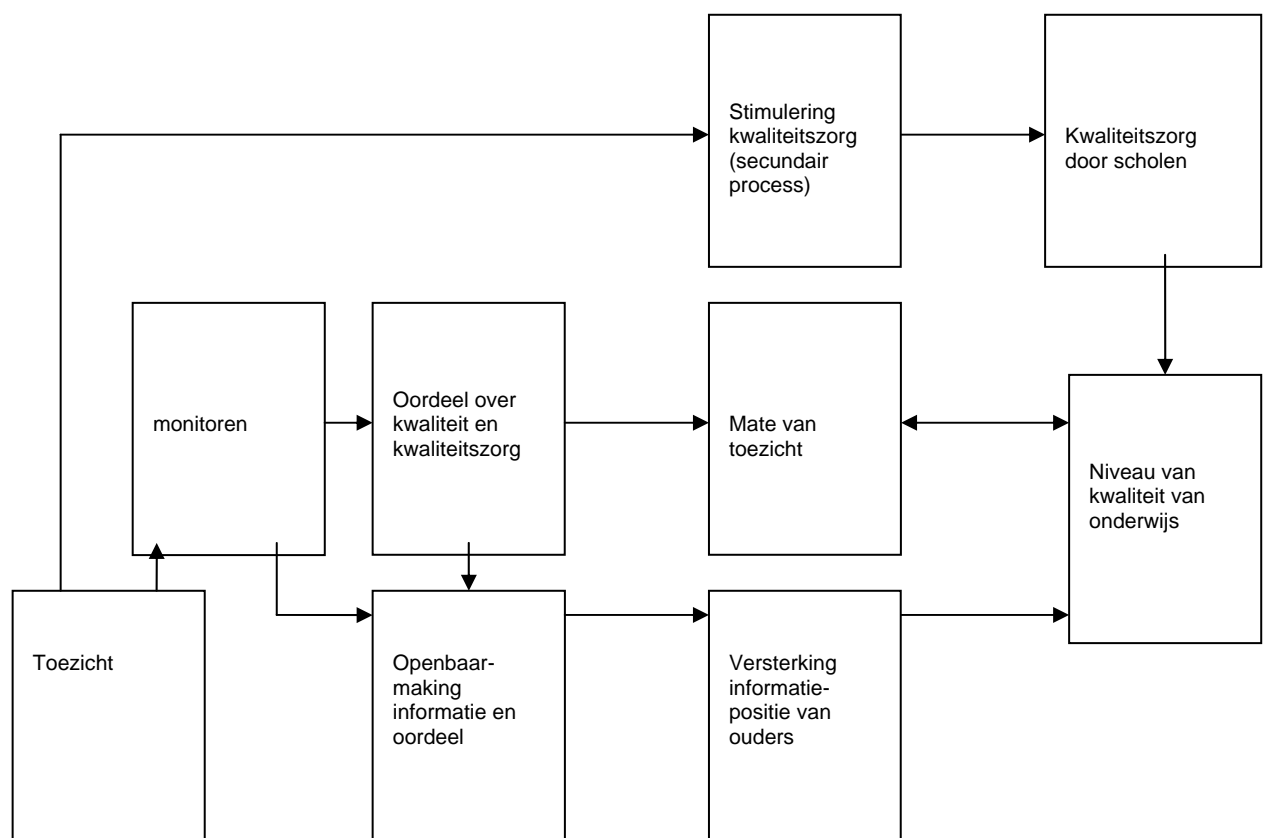 Stimulering
kwaliteitszorg
(secundair
process)
Kwaliteitszorg
door scholen
monitoren
Oordeel over
kwaliteit en
kwaliteitszorg
Mate van
toezicht
Niveau van
kwaliteit van
onderwijs
Toezicht
Openbaar-
making
informatie en
oordeel
Versterking
informatie-
positie van
ouders